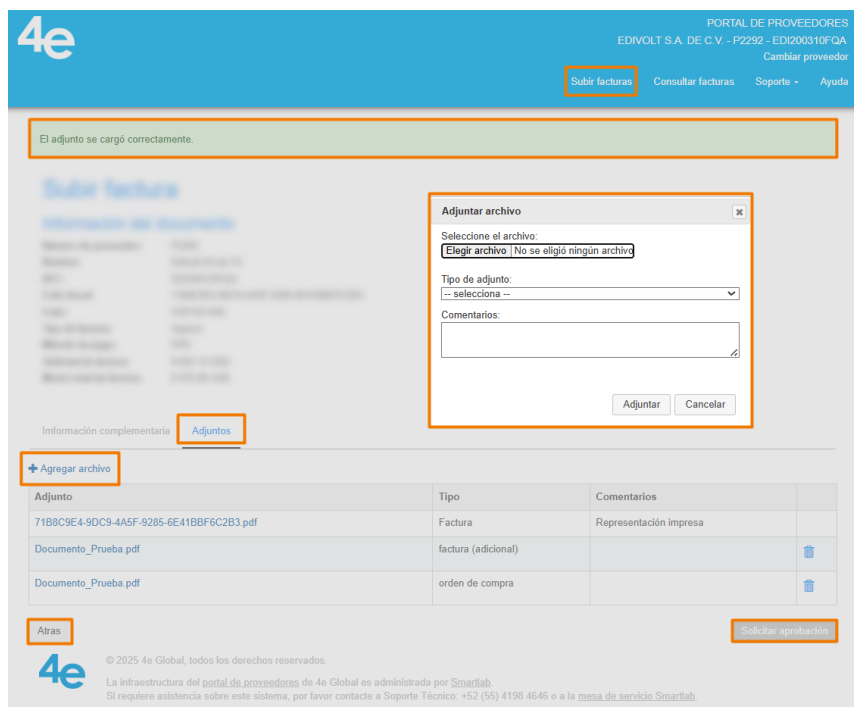 4e
PORTAL DE PROVEEDORES
EDIVOLT S.A. DE C.V. - P2292 - EDI200310FQA
Cambiar proveedor
Subir facturas Consultar facturas Soporte Ayuda
El adjunto se cargó correctamente.
Subir factura
Información del documento
Adjuntar archivo
Seleccione el archivo:
Elegir archivo No se eligió ningún archivo
Tipo de adjunto:
-- selecciona --
Comentarios:
Adjuntar Cancelar
Imformación complementaria Adjuntos
+ Agregar archivo
Adjunto Tipo Comentarios
71B8C9E4-9DC9-4A5F-9285-6E41BBF6C2B3.pdf Factura Representación impresa
Documento_Prueba.pdf factura (adicional)
Documento_Prueba.pdf orden de compra
Atras Solicitar aprobación
4e
© 2025 4e Global, todos los derechos reservados.
La infraestructura del portal de proveedores de 4e Global es administrada por Smartlab.
Si requiere asistencia sobre este sistema, por favor contacte a Soporte Técnico: +52 (55) 4198 4646 o a la mesa de servicio Smartlab.